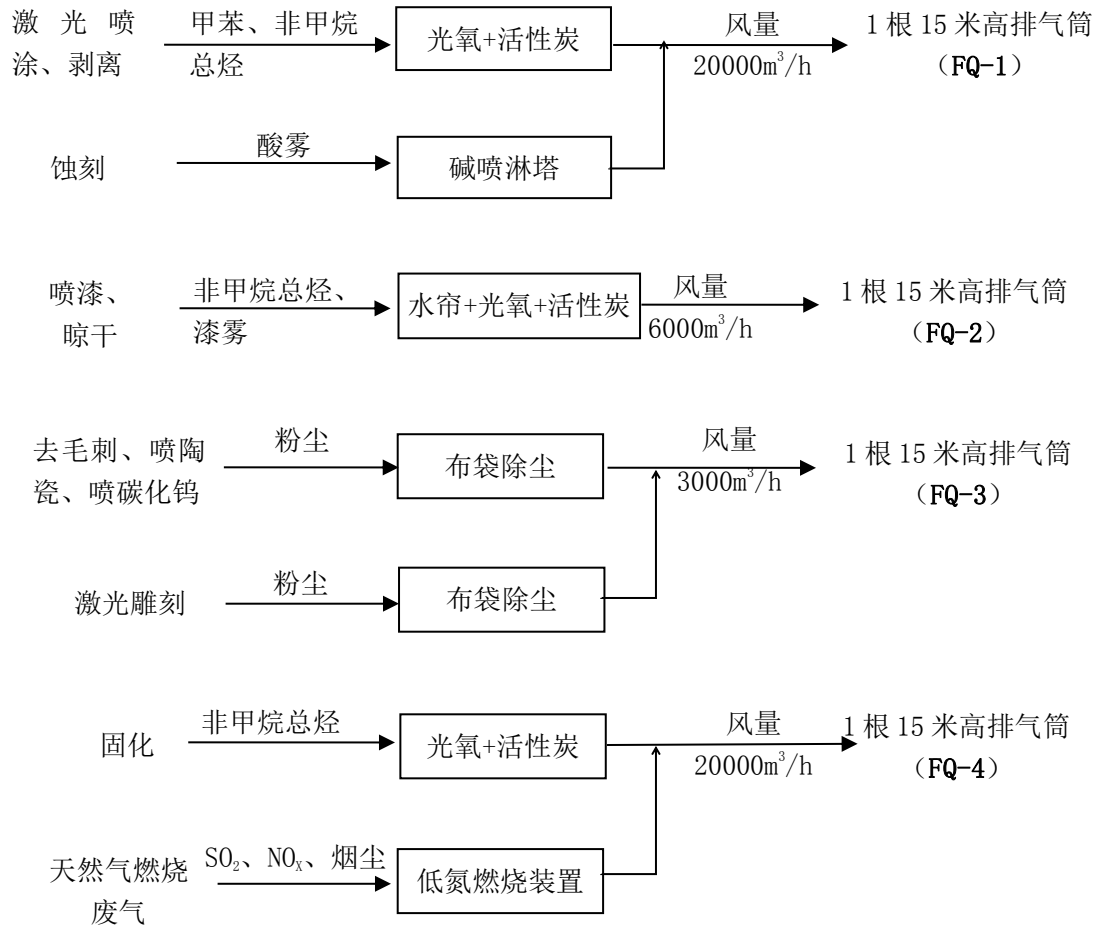 激光喷
涂、剥离
甲苯、非甲烷
总烃
光氧+活性炭
风量
20000m³/h
1根15米高排气筒
（FQ-1）
蚀刻
酸雾
碱喷淋塔
喷漆、
晾干
非甲烷总烃、
漆雾
水帘+光氧+活性炭
风量
6000m³/h
1根15米高排气筒
（FQ-2）
去毛刺、喷陶
瓷、喷碳化钨
粉尘
布袋除尘
风量
3000m³/h
1根15米高排气筒
（FQ-3）
激光雕刻
粉尘
布袋除尘
固化
非甲烷总烃
光氧+活性炭
风量
20000m³/h
1根15米高排气筒
（FQ-4）
天然气燃烧
废气
SO₂、NOₓ、烟尘
低氮燃烧装置